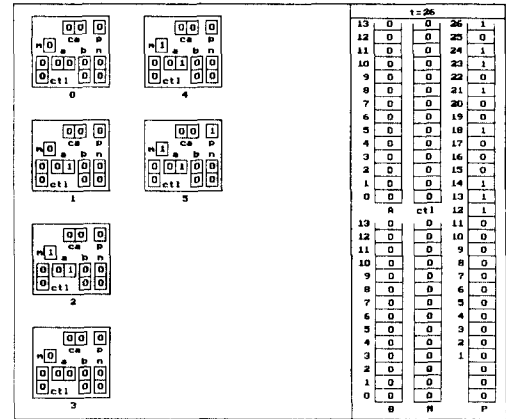 0 0 0
ca p
m 0
a b n
0 0 0 0 0
0 ctl 0 0
0
0 0 0
ca p
m 1
a b n
0 0 1 0 0
0 ctl 0 0
4
0 0 0
ca p
m 0
a b n
0 0 1 0 0
0 ctl 0 0
1
0 0 1
ca p
m 1
a b n
0 0 1 0 0
0 ctl 0 0
5
0 0 0
ca p
m 1
a b n
0 0 1 0 0
0 ctl 0 0
2
0 0 0
ca p
m 0
a b n
0 0 0 0 0
0 ctl 0 0
3
t=26
13 0 0 26 1
12 0 0 25 0
11 0 0 24 1
10 0 0 23 1
9 0 0 22 0
8 0 0 21 1
7 0 0 20 0
6 0 0 19 0
5 0 0 18 1
4 0 0 17 0
3 0 0 16 0
2 0 0 15 0
1 0 0 14 1
0 0 0 13 1
A ctl 12 1
13 0 0 11 0
12 0 0 10 0
11 0 0 9 0
10 0 0 8 0
9 0 0 7 0
8 0 0 6 0
7 0 0 5 0
6 0 0 4 0
5 0 0 3 0
4 0 0 2 0
3 0 0 1 0
2 0 0 0
1 0 0 0
0 0 0 0
B N P